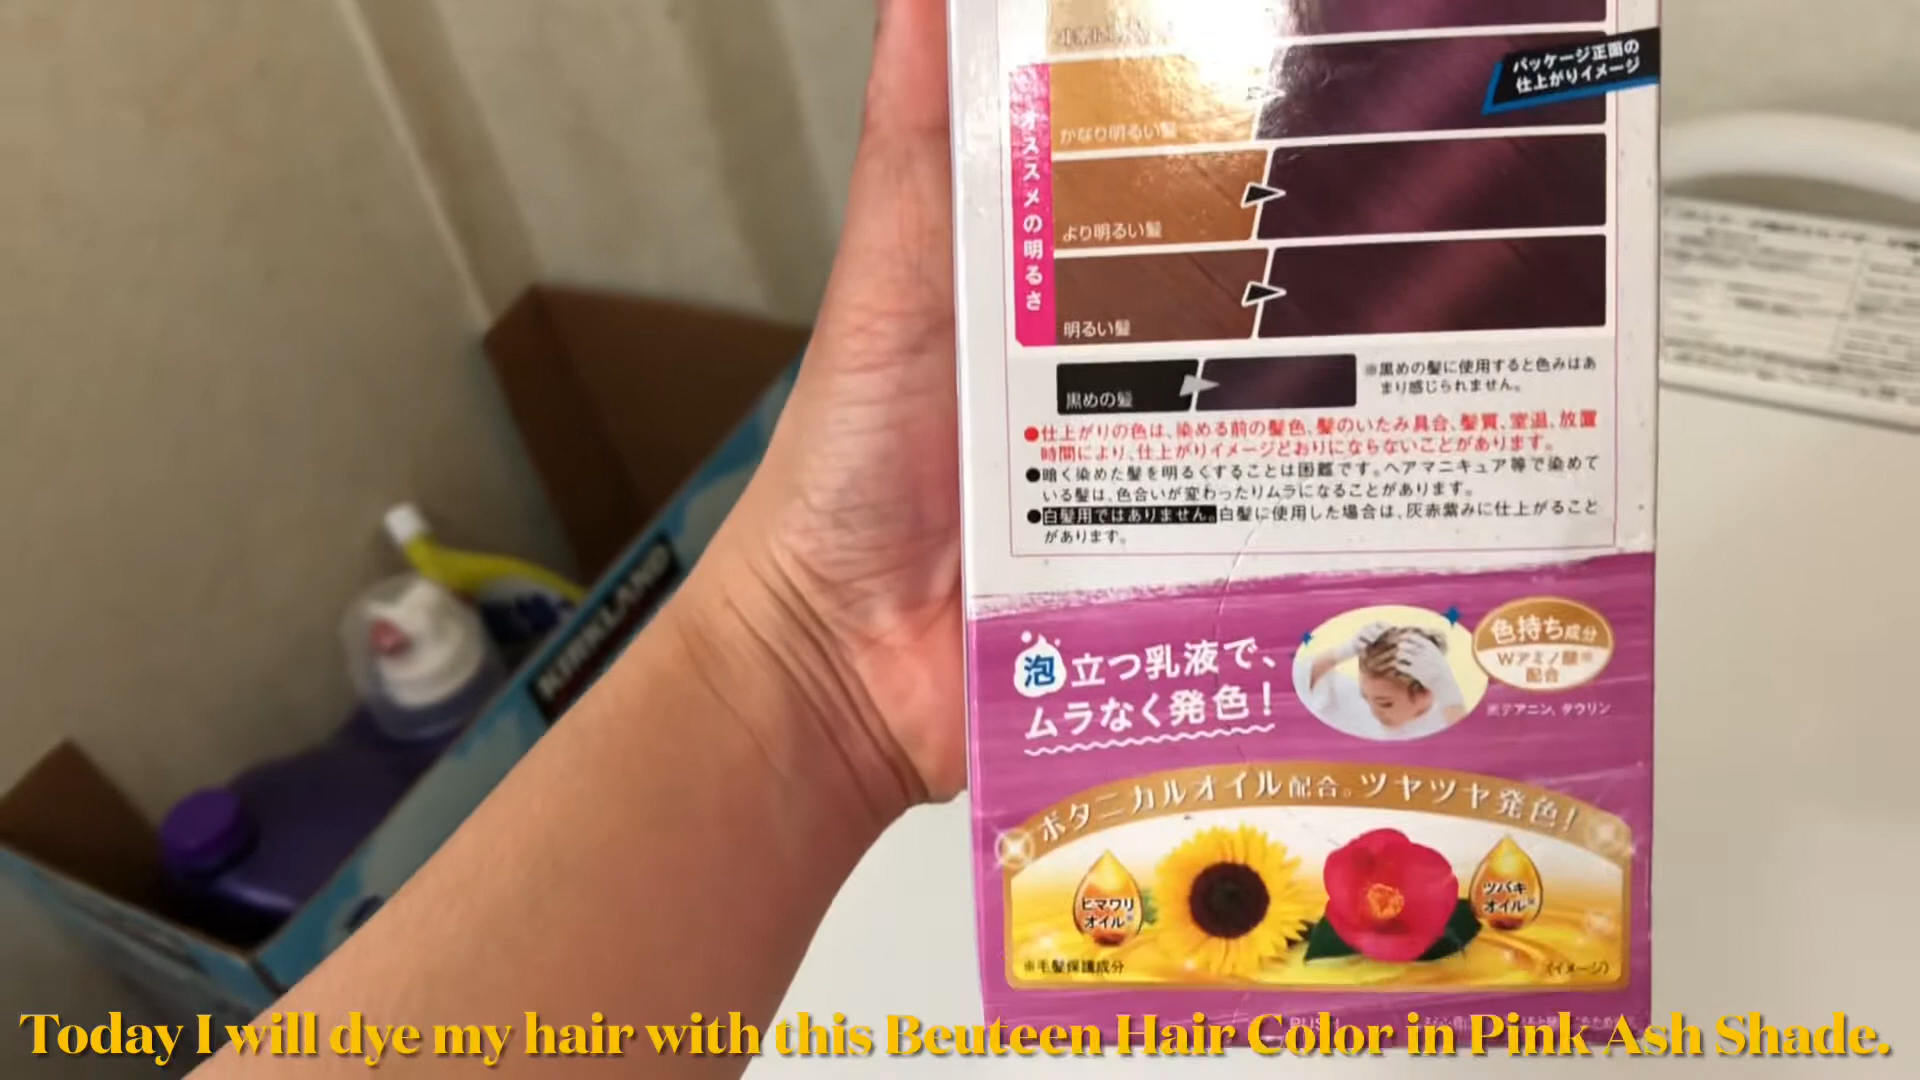 パッケージ正面の
仕上がりイメージ
かなり明るい髪
より明るい髪
明るい髪
オススメの明るさ
黒めの髪
※黒めの髪に使用すると色みはあ
まり感じられません。
●仕上がりの色は、染める前の髪色、髪のいたみ具合、髪質、室温、放置
時間により、仕上がりイメージどおりにならないことがあります。
●暗く染めた髪を明るくすることは困難です。ヘアマニキュア等で染めて
いる髪は、色合いが変わったりムラになることがあります。
●白髪用ではありません。白髪に使用した場合は、灰赤紫みに仕上がること
があります。
KIRKLAND
泡立つ乳液で、
ムラなく発色!
色持ち成分
Wアミノ酸※
配合
※テアニン、タウリン
ボタニカルオイル配合。ツヤツヤ発色!
ヒマワリ
オイル※
ツバキ
オイル※
※毛髪保護成分
(イメージ)
PUSH
Today I will dye my hair with this Beuteen Hair Color in Pink Ash Shade.